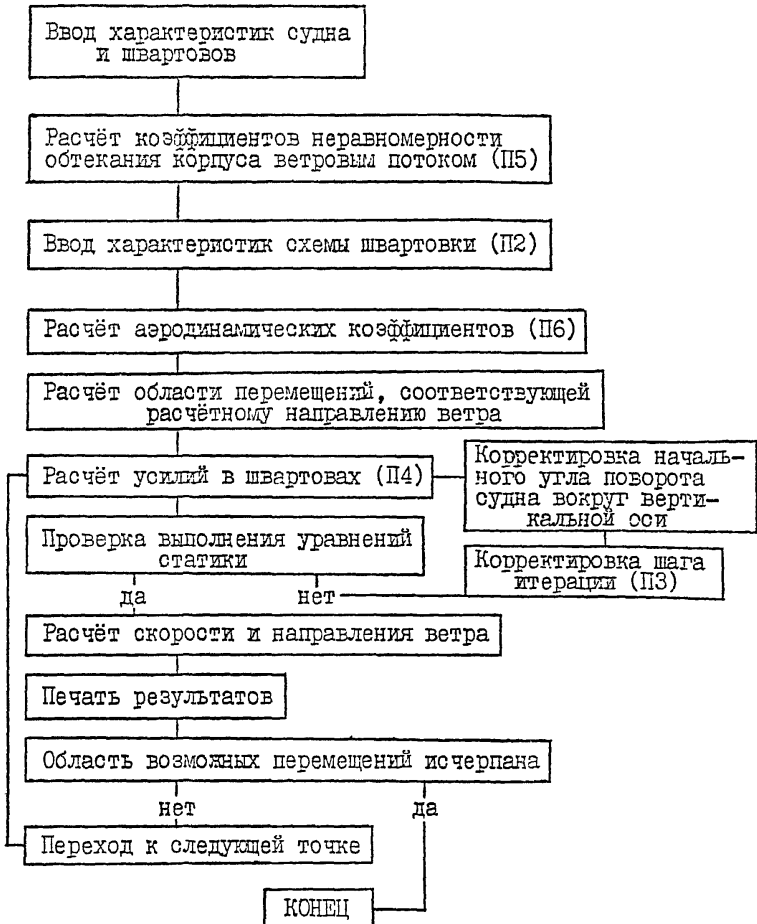 Ввод характеристик судна
и швартовов
Расчёт коэффициентов неравномерности
обтекания корпуса ветровым потоком (П5)
Ввод характеристик схемы швартовки (П2)
Расчёт аэродинамических коэффициентов (П6)
Расчёт области перемещений, соответствующей
расчётному направлению ветра
Расчёт усилий в швартовах (П4)
Корректировка началь-
ного угла поворота
судна вокруг верти-
кальной оси
Проверка выполнения уравнений
статики
Корректировка шага
итерации (П3)
да
нет
Расчёт скорости и направления ветра
Печать результатов
Область возможных перемещений исчерпана
нет
да
Переход к следующей точке
КОНЕЦ